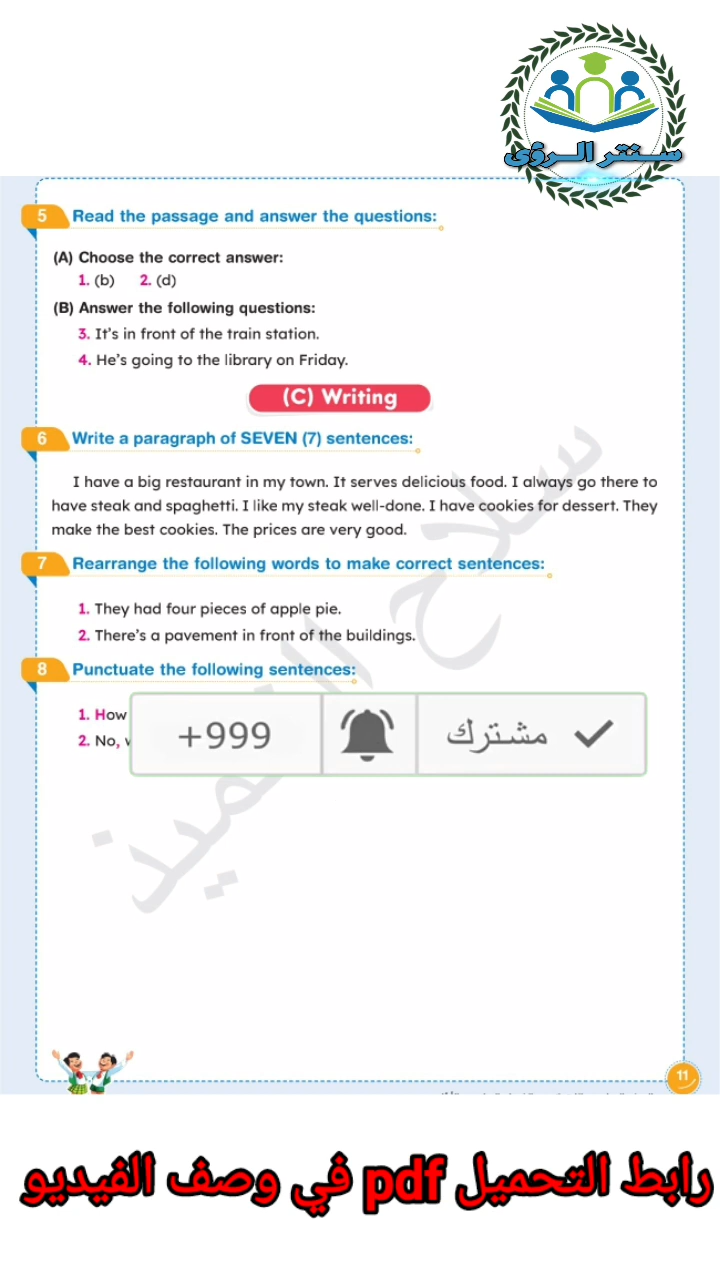 سنتر الرؤى
5 Read the passage and answer the questions:
(A) Choose the correct answer:
1. (b) 2. (d)
(B) Answer the following questions:
3. It's in front of the train station.
4. He's going to the library on Friday.
(C) Writing
6 Write a paragraph of SEVEN (7) sentences:
I have a big restaurant in my town. It serves delicious food. I always go there to
have steak and spaghetti. I like my steak well-done. I have cookies for dessert. They
make the best cookies. The prices are very good.
7 Rearrange the following words to make correct sentences:
1. They had four pieces of apple pie.
2. There's a pavement in front of the buildings.
8 Punctuate the following sentences:
1. How
2. No,
+999
مشترك
سلاح التلميذ
11
رابط التحميل pdf في وصف الفيديو